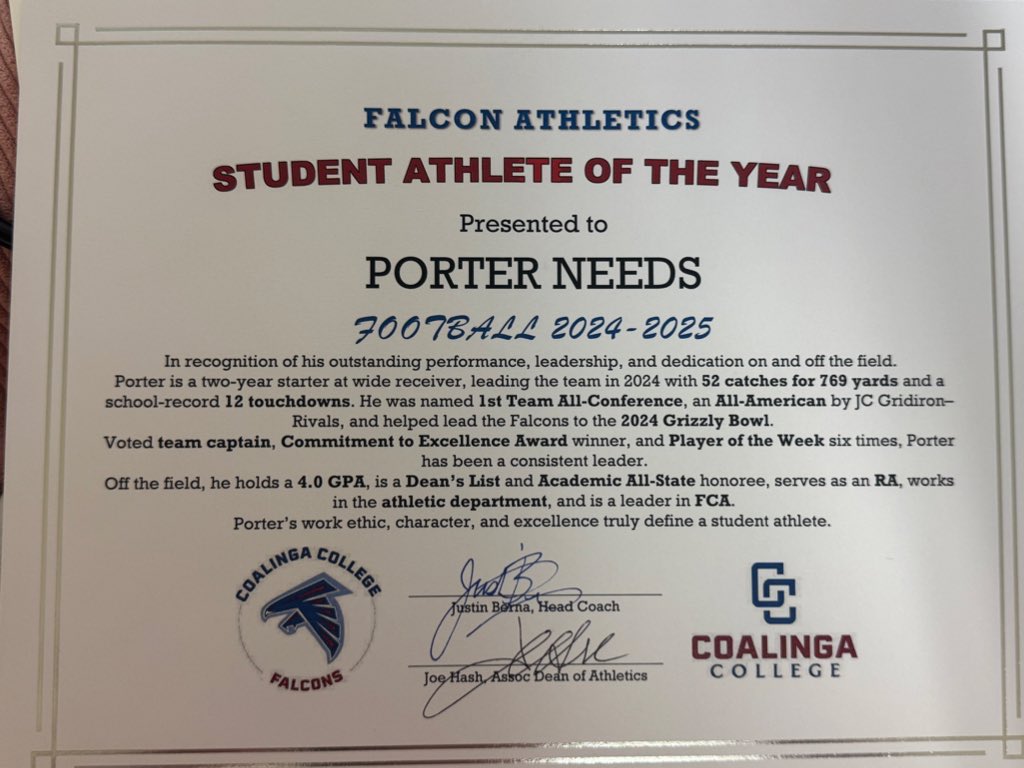 FALCON ATHLETICS
STUDENT ATHLETE OF THE YEAR
Presented to
PORTER NEEDS
FOOTBALL 2024-2025
In recognition of his outstanding performance, leadership, and dedication on and off the field.
Porter is a two-year starter at wide receiver, leading the team in 2024 with 52 catches for 769 yards and a
school-record 12 touchdowns. He was named 1st Team All-Conference, an All-American by JC Gridiron–
Rivals, and helped lead the Falcons to the 2024 Grizzly Bowl.
Voted team captain, Commitment to Excellence Award winner, and Player of the Week six times, Porter
has been a consistent leader.
Off the field, he holds a 4.0 GPA, is a Dean's List and Academic All-State honoree, serves as an RA, works
in the athletic department, and is a leader in FCA.
Porter's work ethic, character, and excellence truly define a student athlete.
COALINGA COLLEGE
FALCONS
Justin Berna, Head Coach
Joe Hash, Assoc Dean of Athletics
CC
COALINGA
COLLEGE